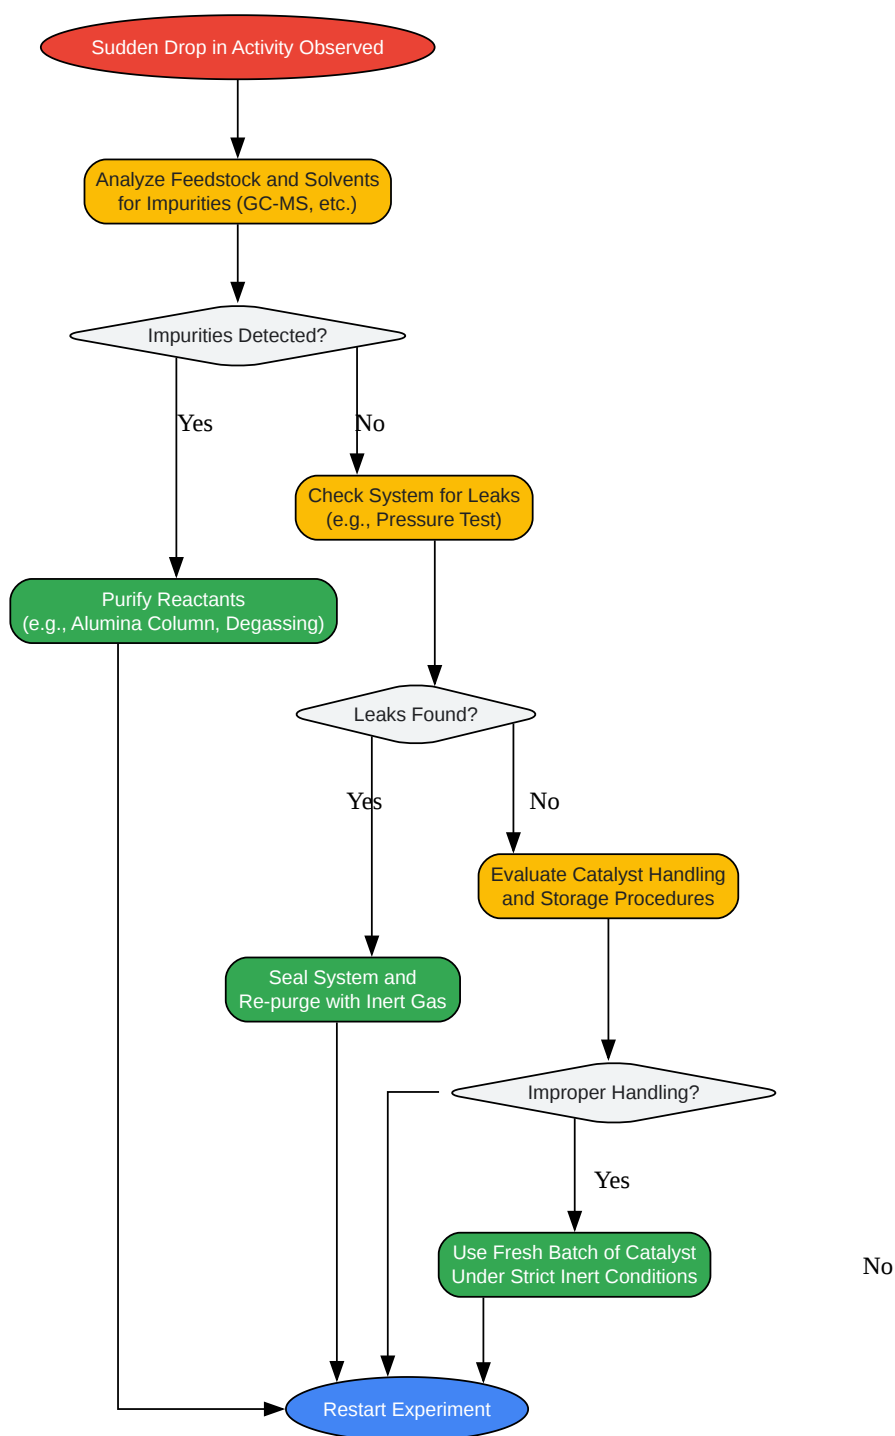 Sudden Drop in Activity Observed
Analyze Feedstock and Solvents
for Impurities (GC-MS, etc.)
Impurities Detected?
Yes
No
Check System for Leaks
(e.g., Pressure Test)
Purify Reactants
(e.g., Alumina Column, Degassing)
Leaks Found?
Yes
No
Evaluate Catalyst Handling
and Storage Procedures
Seal System and
Re-purge with Inert Gas
Improper Handling?
Yes
Use Fresh Batch of Catalyst
Under Strict Inert Conditions
No
Restart Experiment